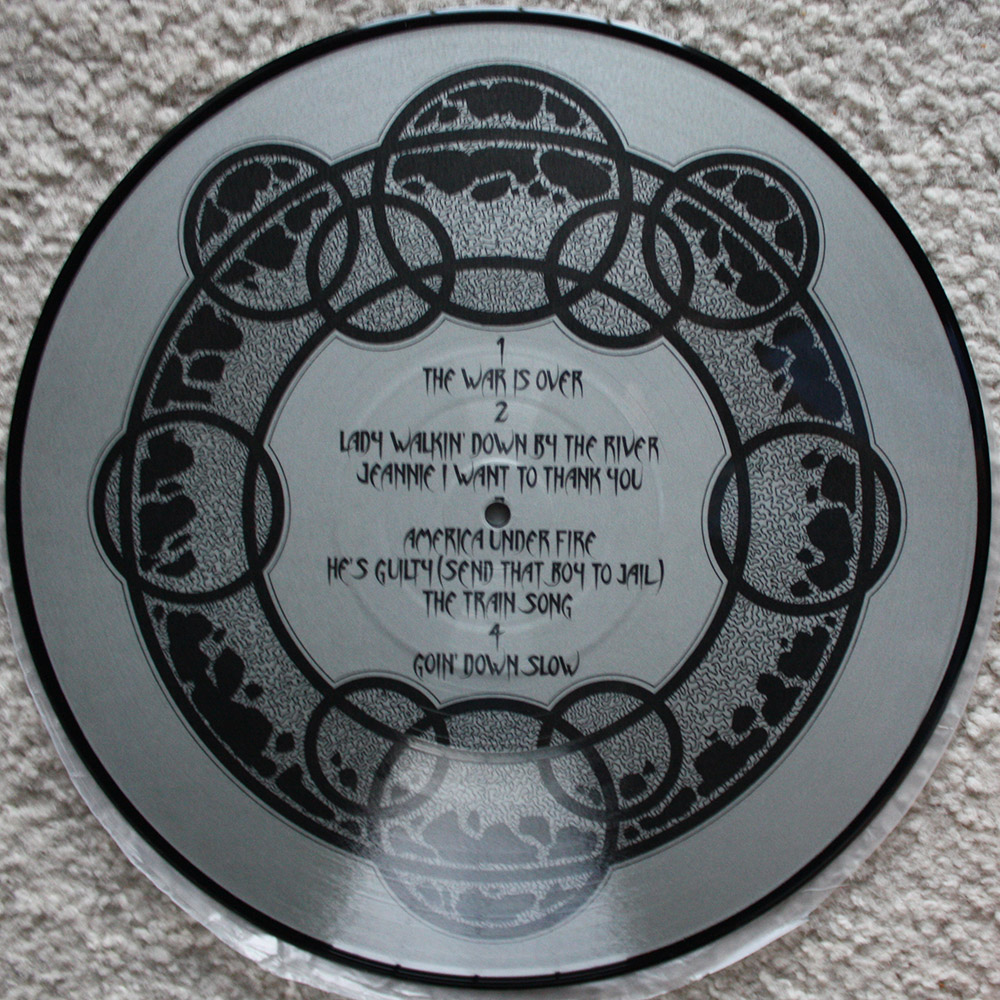 1
THE WAR IS OVER
2
LADY WALKIN' DOWN BY THE RIVER
JEANNIE I WANT TO THANK YOU
AMERICA UNDER FIRE
HE'S GUILTY (SEND THAT BOY TO JAIL)
THE TRAIN SONG
4
GOIN' DOWN SLOW